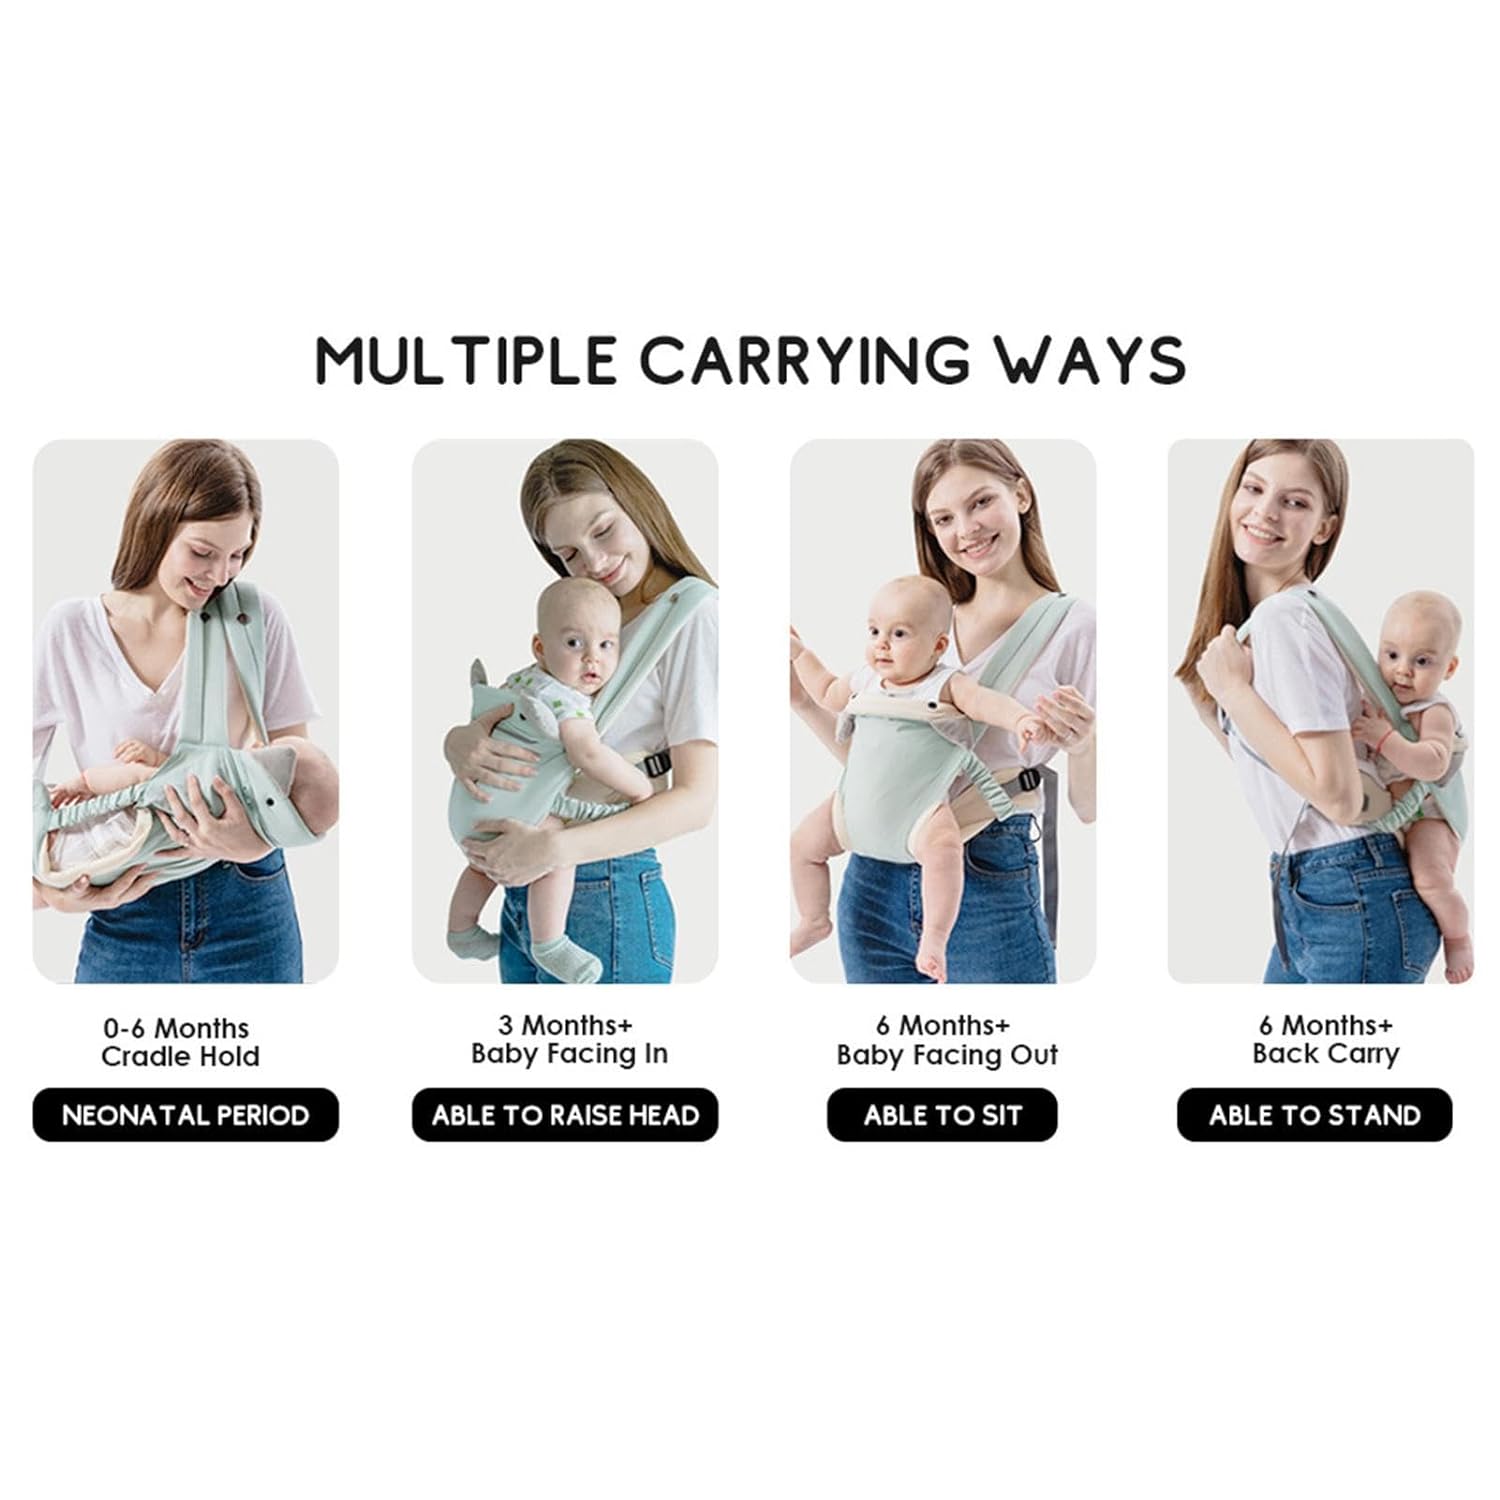 MULTIPLE CARRYING WAYS
0-6 Months
Cradle Hold
NEONATAL PERIOD
3 Months+
Baby Facing In
ABLE TO RAISE HEAD
6 Months+
Baby Facing Out
ABLE TO SIT
6 Months+
Back Carry
ABLE TO STAND